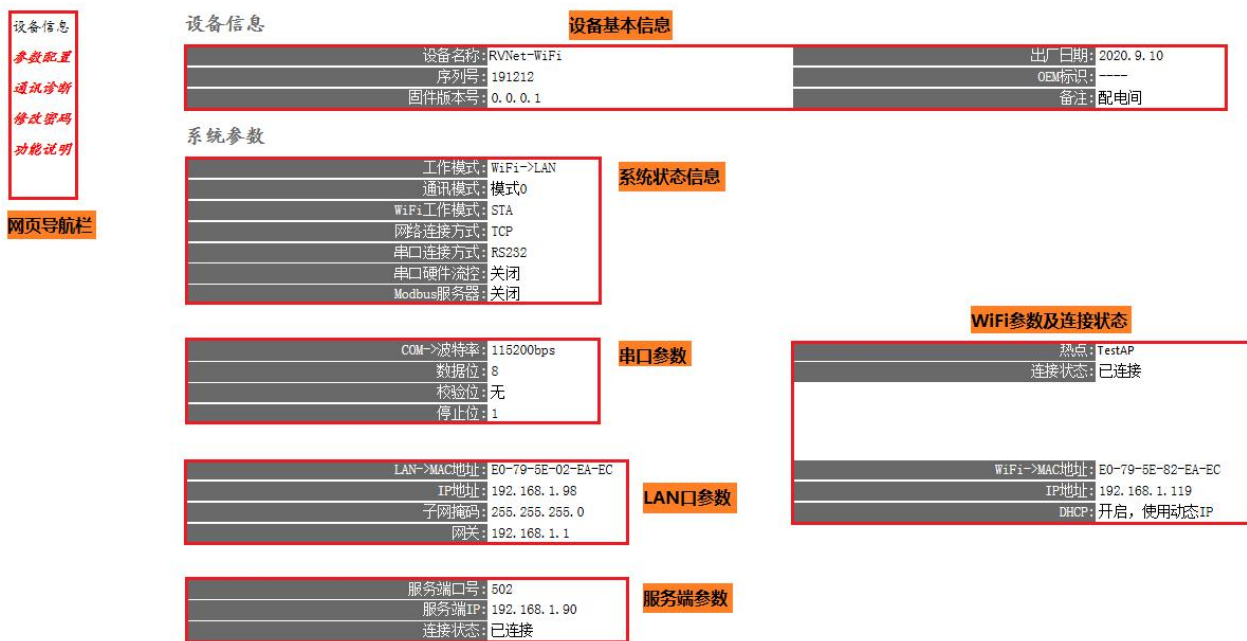 设备信息
参数配置
通讯诊断
修改密码
功能说明
网页导航栏
设备信息
设备基本信息
设备名称:RVNet-WiFi
出厂日期:2020.9.10
序列号:191212
OEM标识:----
固件版本号:0.0.0.1
备注:配电间
系统参数
系统状态信息
工作模式:WiFi->LAN
通讯模式:模式0
WiFi工作模式:STA
网络连接方式:TCP
串口连接方式:RS232
串口硬件流控:关闭
Modbus服务器:关闭
串口参数
COM->波特率:115200bps
数据位:8
校验位:无
停止位:1
WiFi参数及连接状态
热点:TestAP
连接状态:已连接
WiFi->MAC地址:E0-79-5E-82-EA-EC
IP地址:192.168.1.119
DHCP:开启，使用动态IP
LAN口参数
LAN->MAC地址:E0-79-5E-02-EA-EC
IP地址:192.168.1.98
子网掩码:255.255.255.0
网关:192.168.1.1
服务端参数
服务端口号:502
服务端IP:192.168.1.90
连接状态:已连接